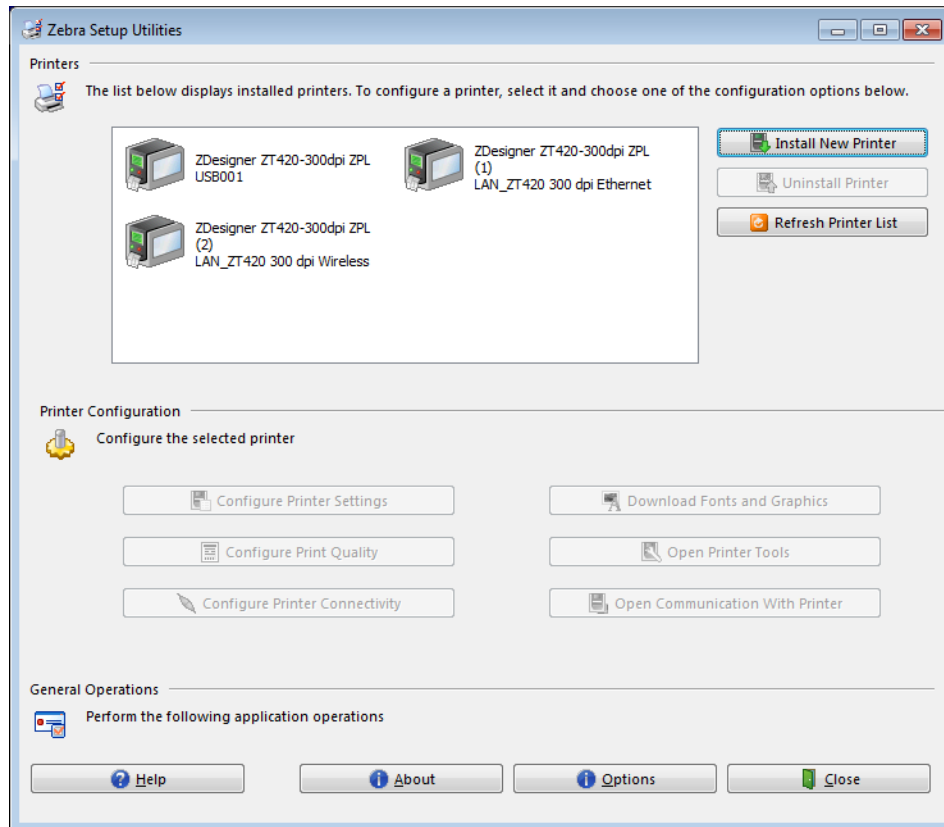 Zebra Setup Utilities
Printers
The list below displays installed printers. To configure a printer, select it and choose one of the configuration options below.
ZDesigner ZT420-300dpi ZPL
USB001
ZDesigner ZT420-300dpi ZPL
(1)
LAN_ZT420 300 dpi Ethernet
ZDesigner ZT420-300dpi ZPL
(2)
LAN_ZT420 300 dpi Wireless
Install New Printer
Uninstall Printer
Refresh Printer List
Printer Configuration
Configure the selected printer
Configure Printer Settings
Download Fonts and Graphics
Configure Print Quality
Open Printer Tools
Configure Printer Connectivity
Open Communication With Printer
General Operations
Perform the following application operations
Help
About
Options
Close